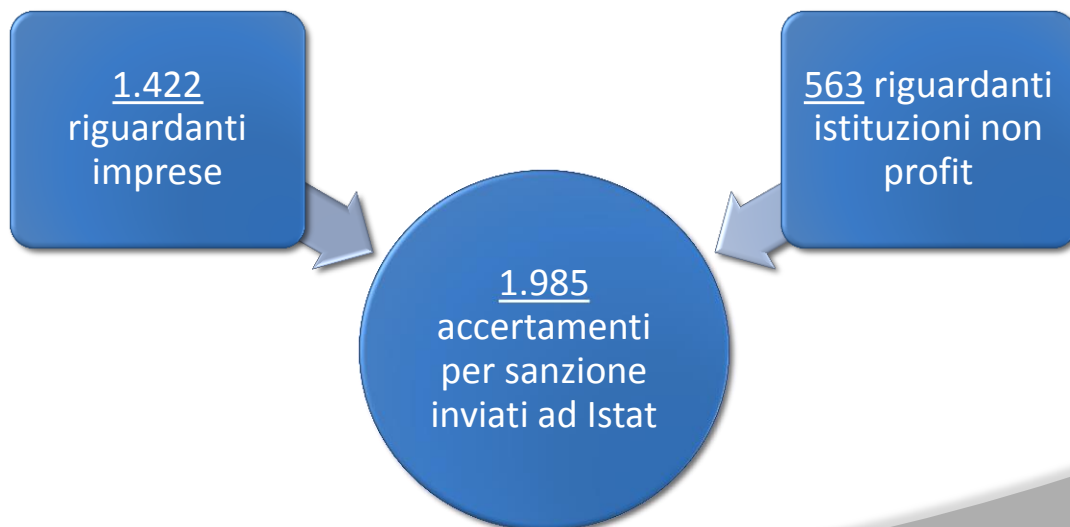 1.422
riguardanti
imprese
563 riguardanti
istituzioni non
profit
1.985
accertamenti
per sanzione
inviati ad Istat